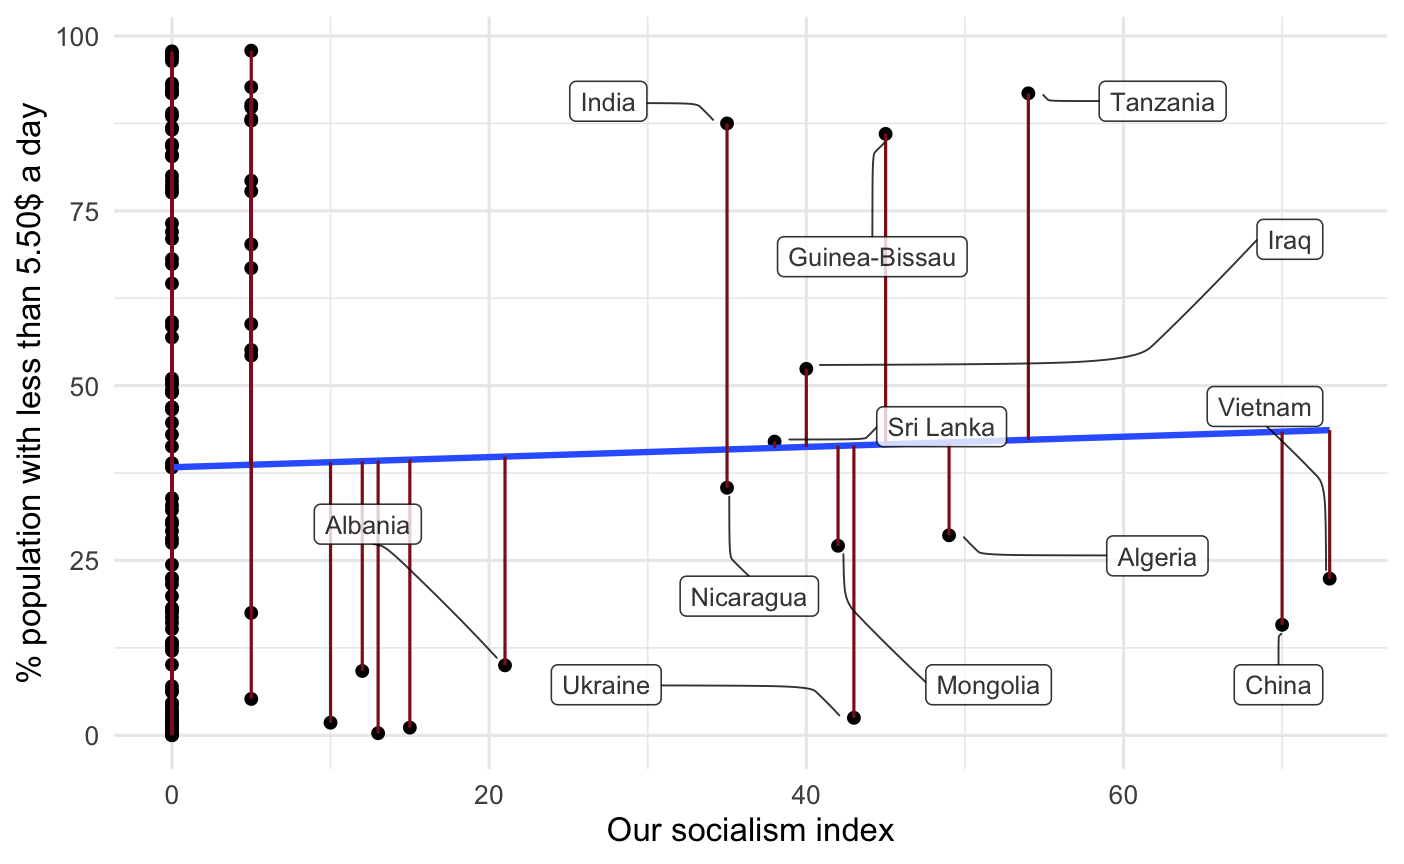 % population with less than 5.50$ a day
100
75
50
25
0
India
Tanzania
Guinea-Bissau
Iraq
Vietnam
Sri Lanka
Albania
Algeria
Nicaragua
Ukraine
Mongolia
China
0
20
40
60
Our socialism index